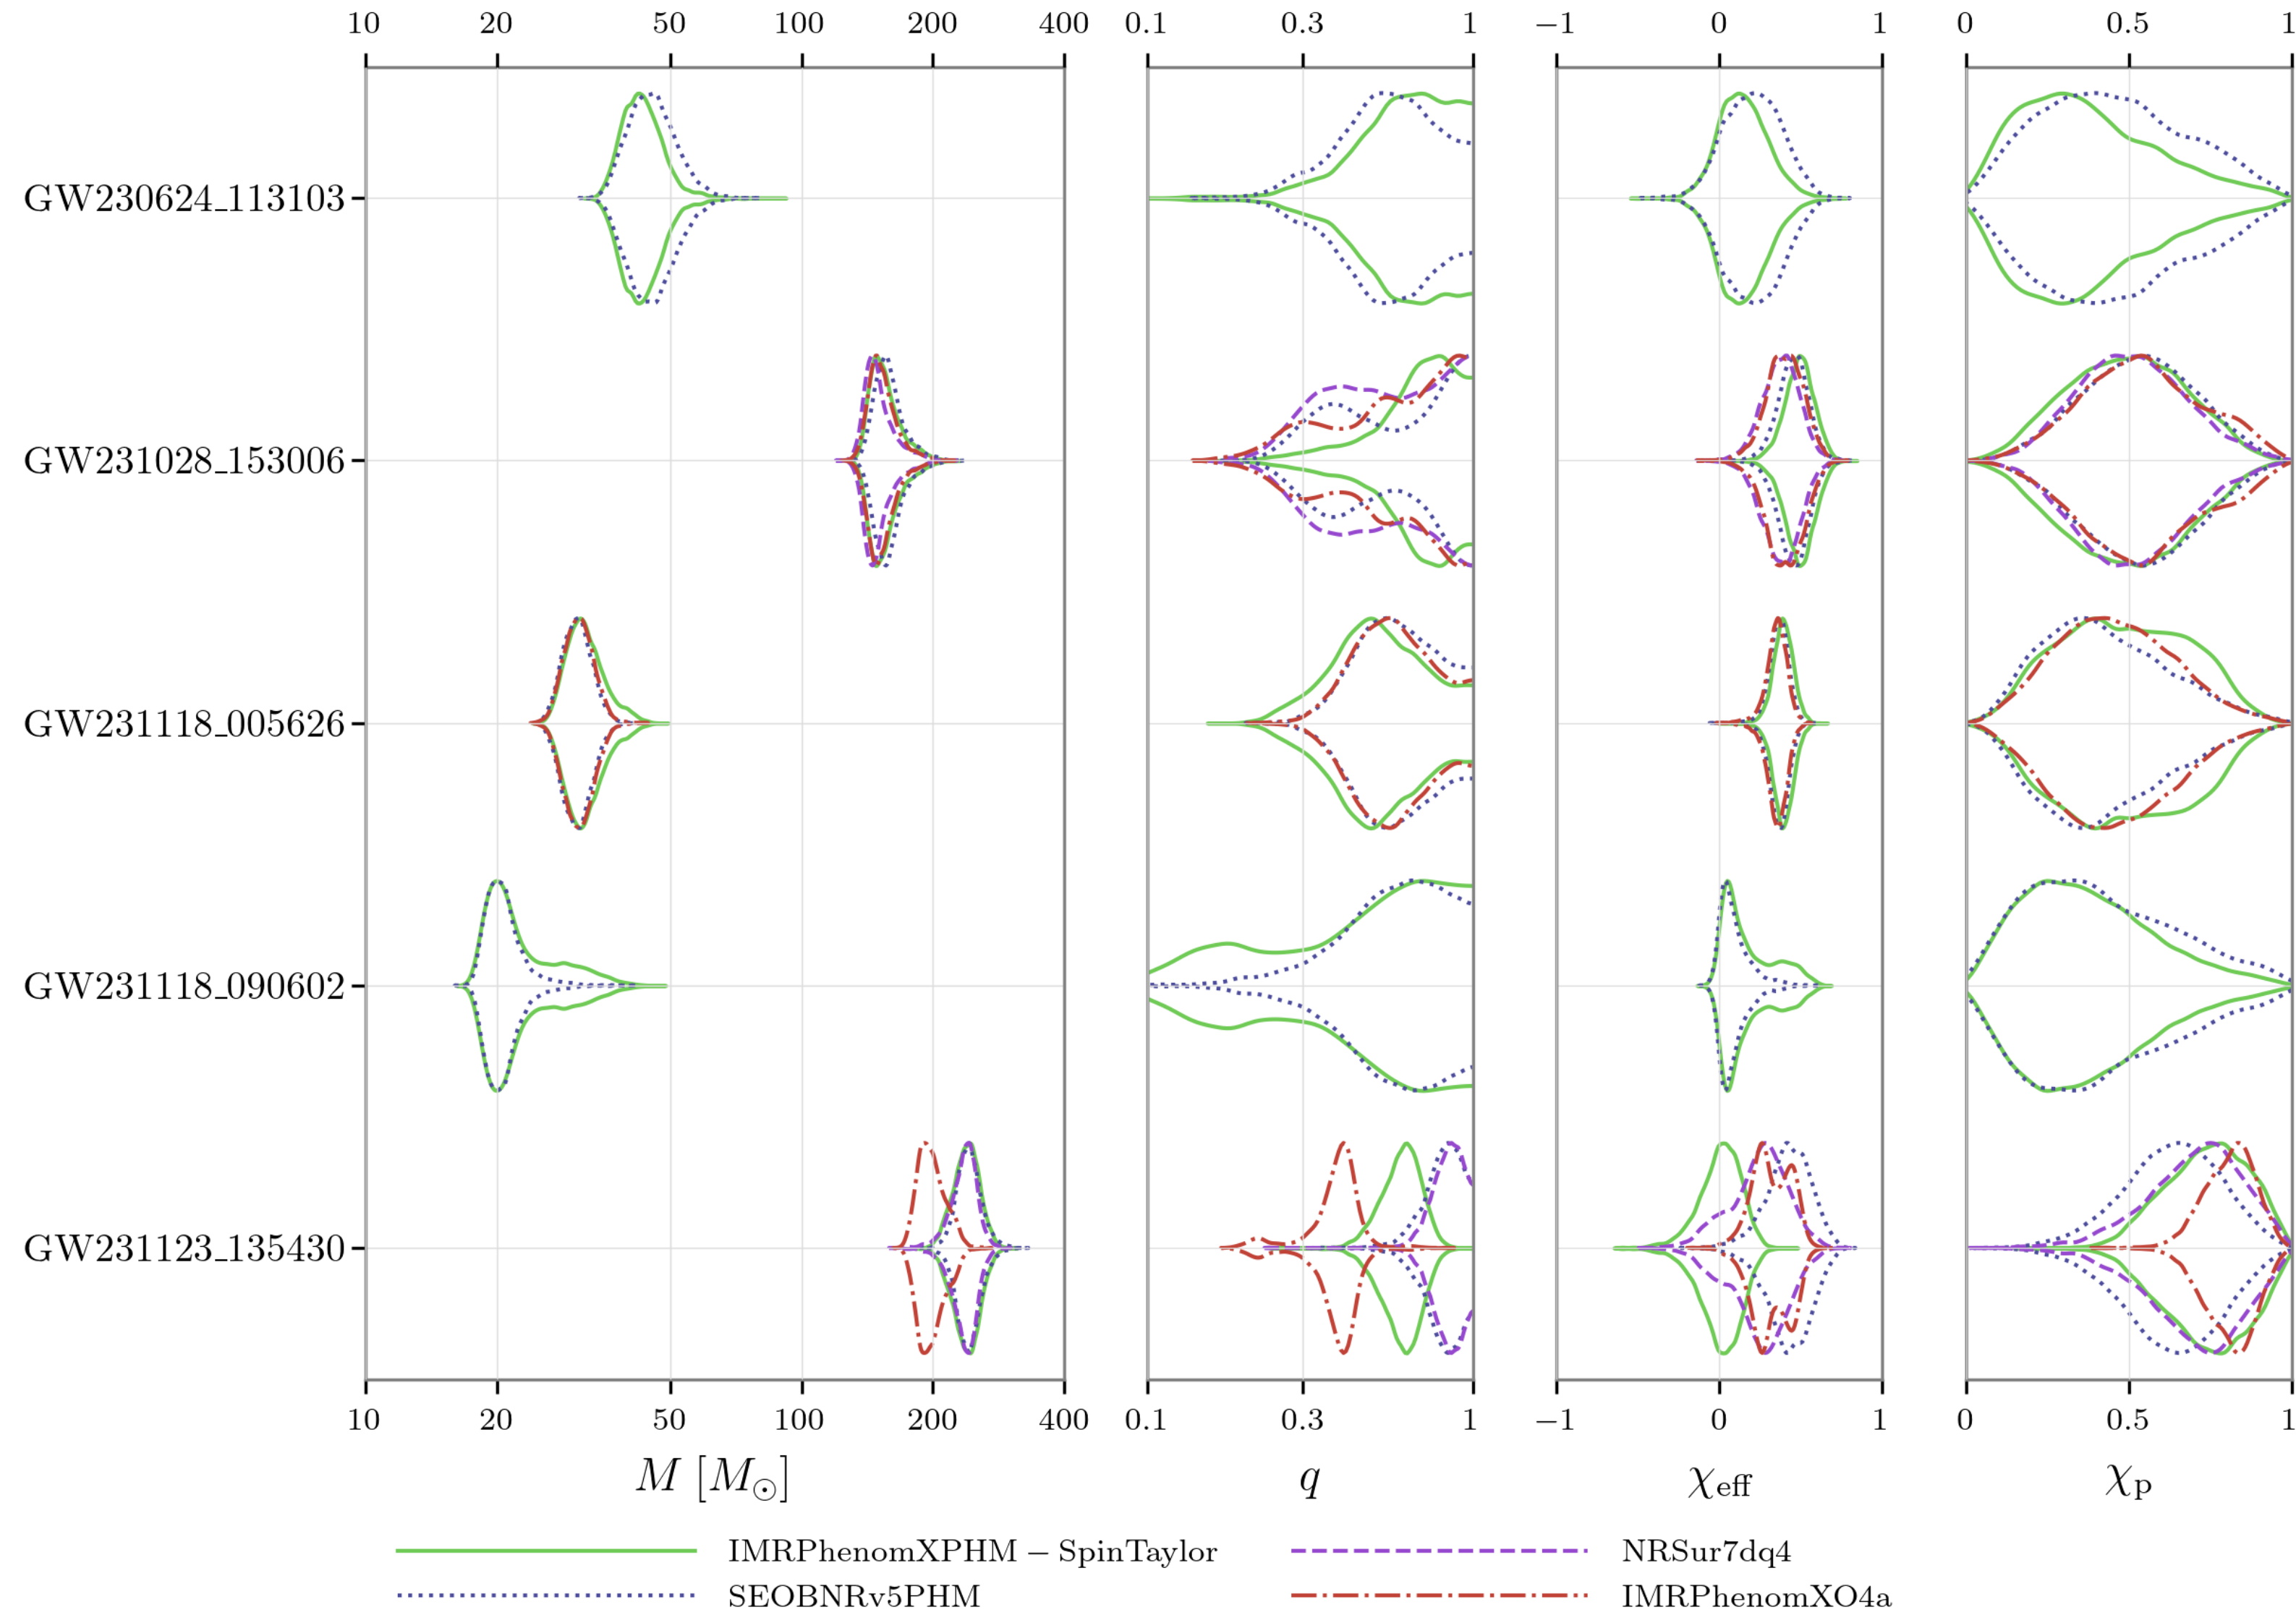 10 20 50 100 200 400 0.1 0.3 1 −1 0 1 0 0.5 1
GW230624_113103
GW231028_153006
GW231118_005626
GW231118_090602
GW231123_135430
10 20 50 100 200 400 0.1 0.3 1 −1 0 1 0 0.5 1
M [M☉] q χeff χp
IMRPhenomXPHM − SpinTaylor NRSur7dq4
SEOBNRv5PHM IMRPhenomXO4a